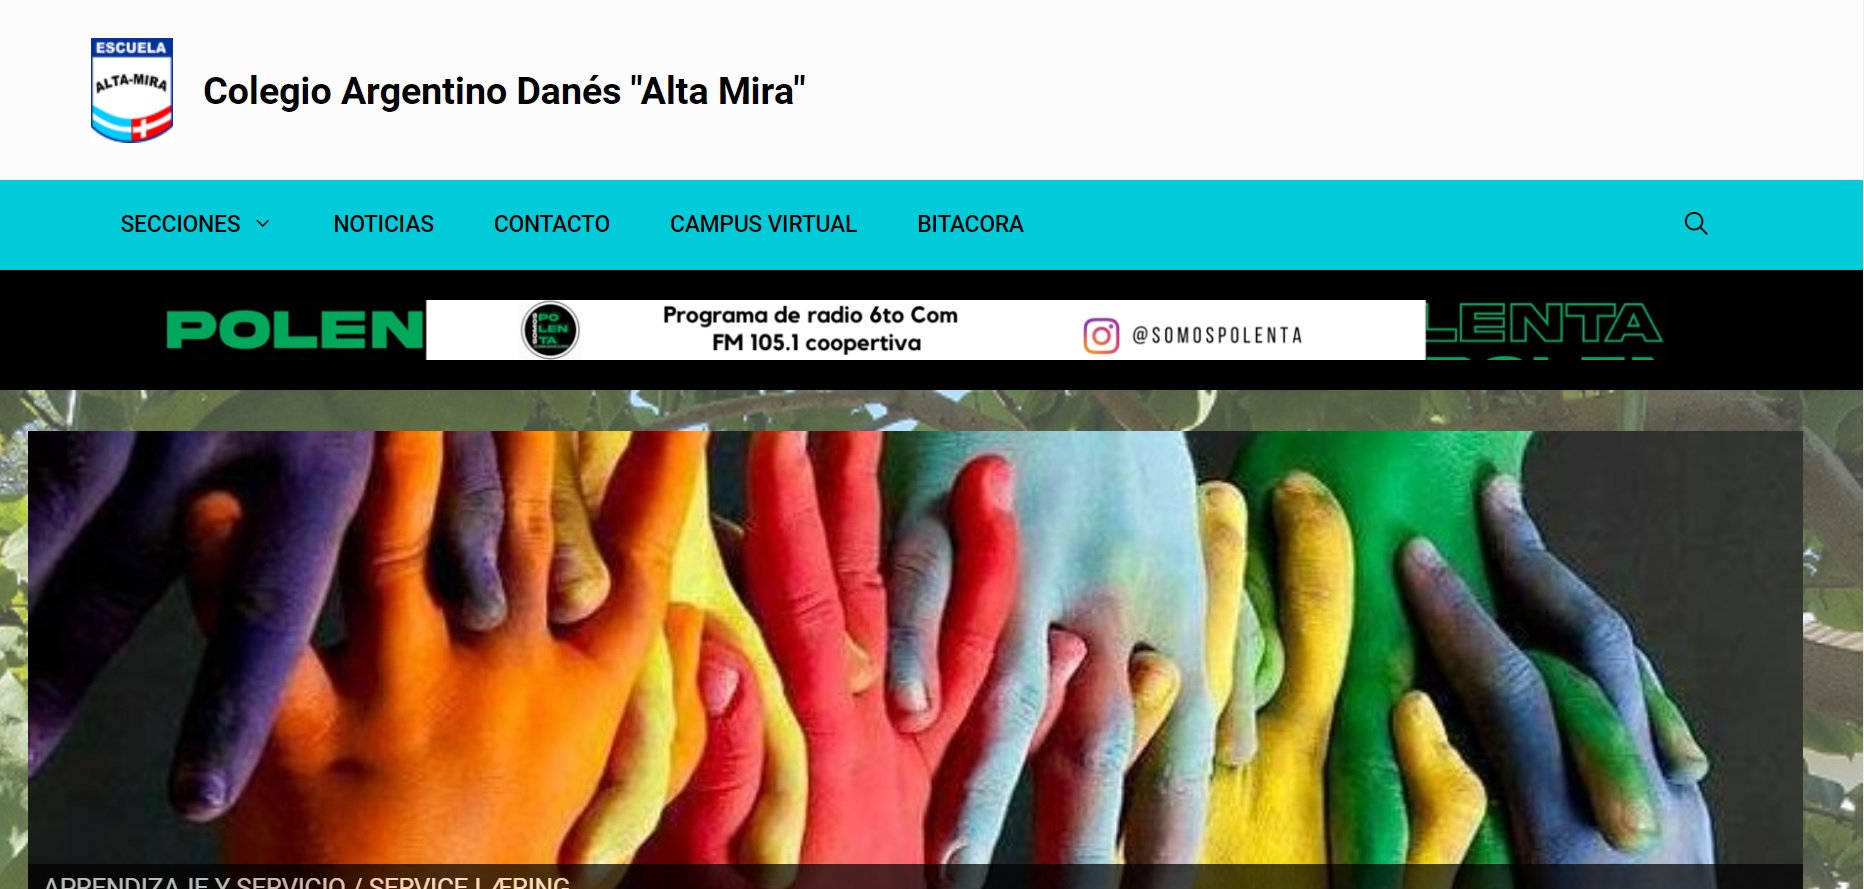 ESCUELA
ALTA-MIRA
Colegio Argentino Danés "Alta Mira"
SECCIONES
NOTICIAS
CONTACTO
CAMPUS VIRTUAL
BITACORA
POLEN
SOMOS
PO
LEN
TA
Programa de radio 6to Com
FM 105.1 coopertiva
@SOMOSPOLENTA
LENTA
APRENDIZAJE Y SERVICIO / SERVICE LÆRING